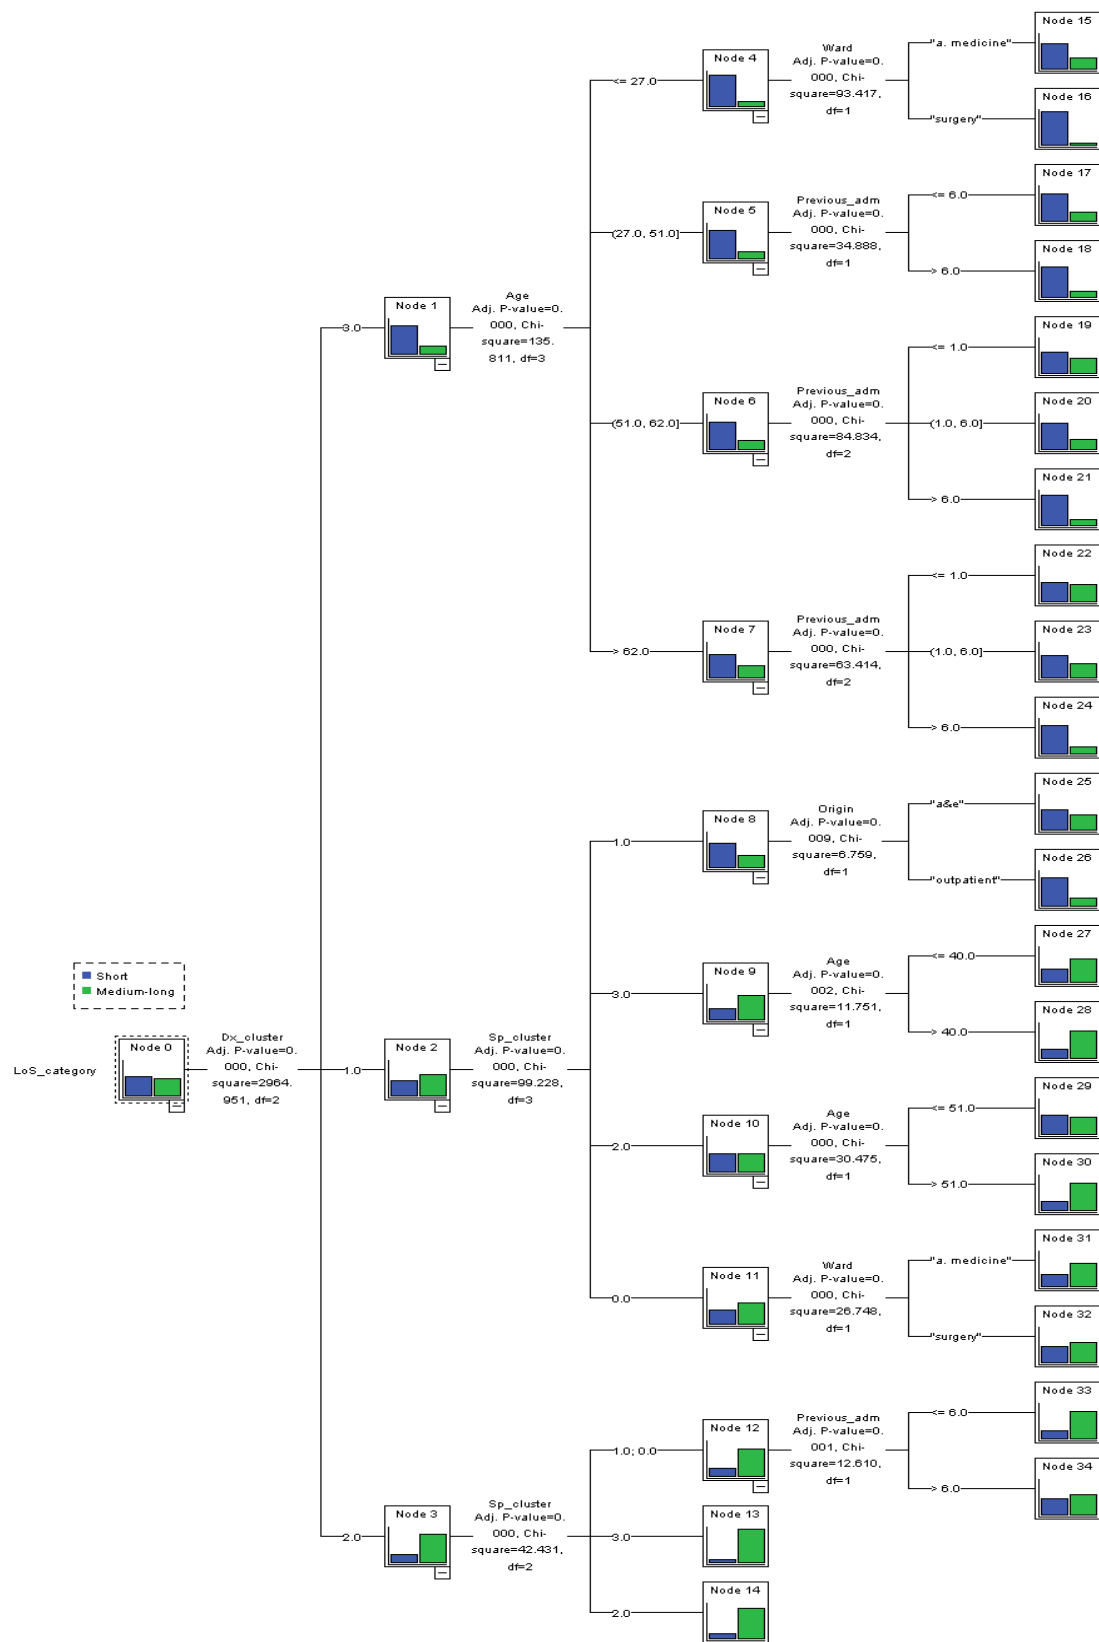 LoS_category
Short
Medium-long
Node 0
Dx_cluster
Adj. P-value=0.
000, Chi-
square=2964.
951, df=2
3.0
Node 1
Age
Adj. P-value=0.
000, Chi-
square=135.
811, df=3
<= 27.0
Node 4
Ward
Adj. P-value=0.
000, Chi-
square=93.417,
df=1
"a. medicine"
Node 15
"surgery"
Node 16
(27.0, 51.0]
Node 5
Previous_adm
Adj. P-value=0.
000, Chi-
square=34.888,
df=1
<= 6.0
Node 17
> 6.0
Node 18
(51.0, 62.0]
Node 6
Previous_adm
Adj. P-value=0.
000, Chi-
square=84.834,
df=2
<= 1.0
Node 19
(1.0, 6.0]
Node 20
> 6.0
Node 21
> 62.0
Node 7
Previous_adm
Adj. P-value=0.
000, Chi-
square=63.414,
df=2
<= 1.0
Node 22
(1.0, 6.0]
Node 23
> 6.0
Node 24
1.0
Node 2
Sp_cluster
Adj. P-value=0.
000, Chi-
square=99.228,
df=3
1.0
Node 8
Origin
Adj. P-value=0.
009, Chi-
square=6.759,
df=1
"a&e"
Node 25
"outpatient"
Node 26
3.0
Node 9
Age
Adj. P-value=0.
002, Chi-
square=11.751,
df=1
<= 40.0
Node 27
> 40.0
Node 28
2.0
Node 10
Age
Adj. P-value=0.
000, Chi-
square=30.475,
df=1
<= 51.0
Node 29
> 51.0
Node 30
0.0
Node 11
Ward
Adj. P-value=0.
000, Chi-
square=26.748,
df=1
"a. medicine"
Node 31
"surgery"
Node 32
2.0
Node 3
Sp_cluster
Adj. P-value=0.
000, Chi-
square=42.431,
df=2
1.0; 0.0
Node 12
Previous_adm
Adj. P-value=0.
001, Chi-
square=12.610,
df=1
<= 6.0
Node 33
> 6.0
Node 34
3.0
Node 13
2.0
Node 14